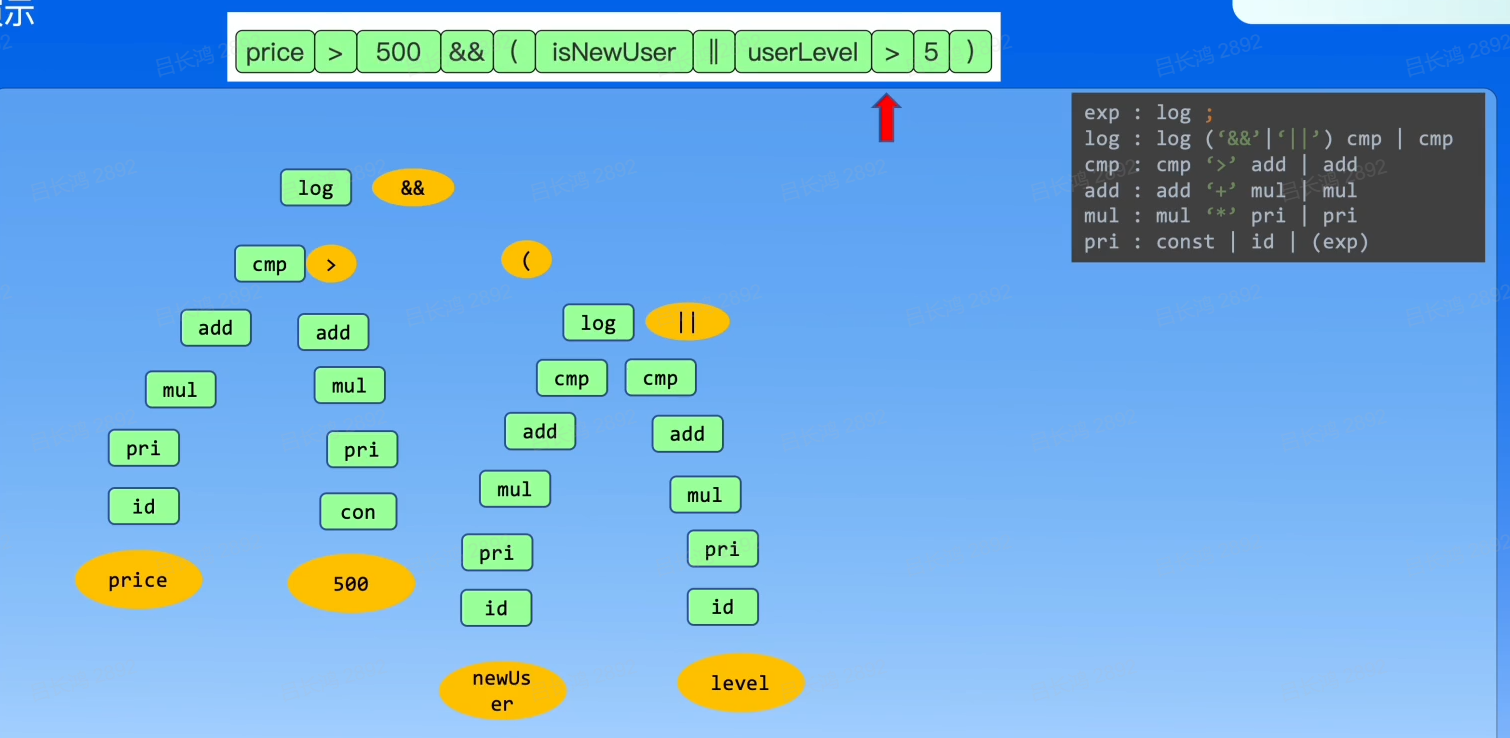 示
price > 500 && ( isNewUser || userLevel > 5 )
exp : log ;
log : log (‘&&’|‘||’) cmp | cmp
cmp : cmp ‘>’ add | add
add : add ‘+’ mul | mul
mul : mul ‘*’ pri | pri
pri : const | id | (exp)
log &&
cmp > (
add add log ||
mul mul cmp cmp
pri pri add add
id con mul mul
price 500 pri pri
id id
newUs
er
level
吕长鸿 2892